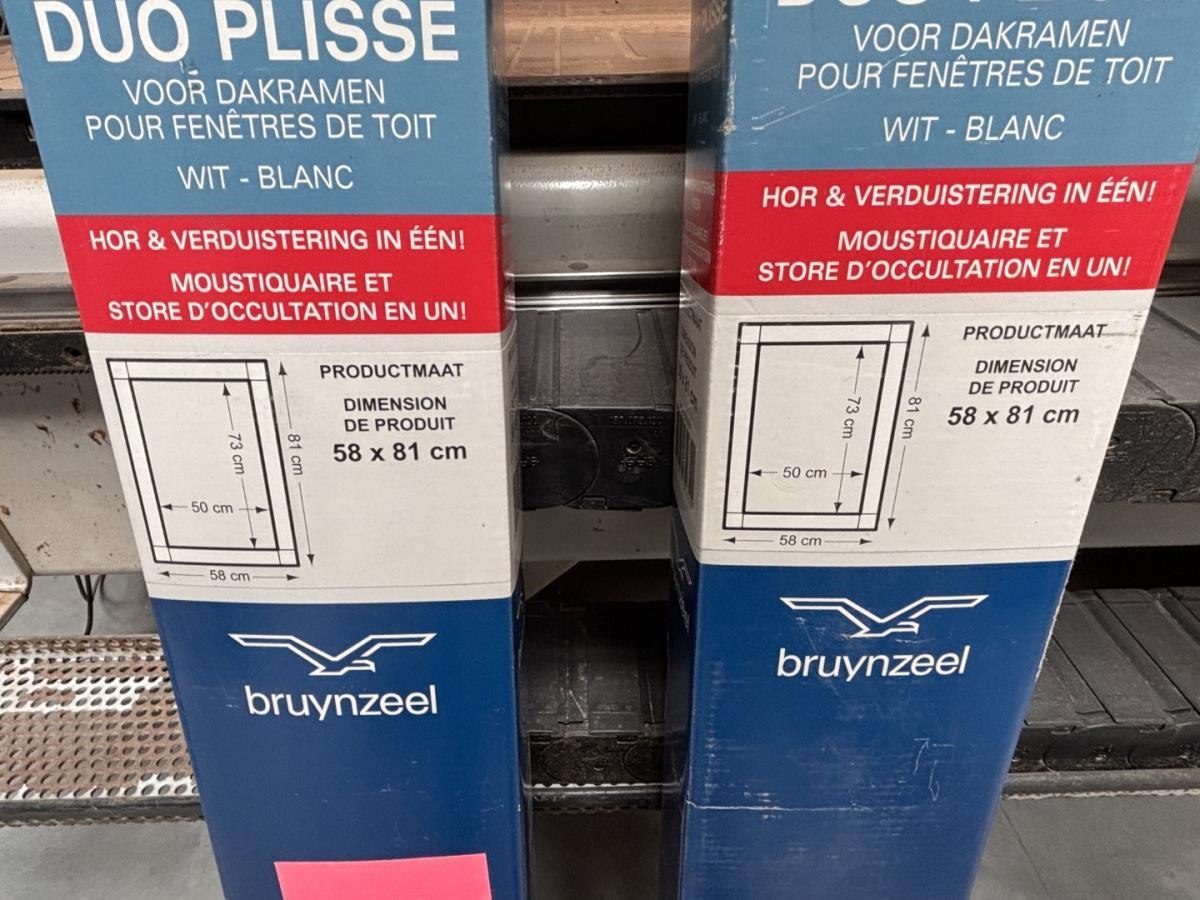 DUO PLISSE
VOOR DAKRAMEN
POUR FENÊTRES DE TOIT
WIT - BLANC
HOR & VERDUISTERING IN ÉÉN!
MOUSTIQUAIRE ET
STORE D'OCCULTATION EN UN!
PRODUCTMAAT
DIMENSION
DE PRODUIT
58 x 81 cm
73 cm
81 cm
50 cm
58 cm
bruynzeel
VOOR DAKRAMEN
POUR FENÊTRES DE TOIT
WIT - BLANC
HOR & VERDUISTERING IN ÉÉN!
MOUSTIQUAIRE ET
STORE D'OCCULTATION EN UN!
PRODUCTMAAT
DIMENSION
DE PRODUIT
58 x 81 cm
73 cm
81 cm
50 cm
58 cm
bruynzeel